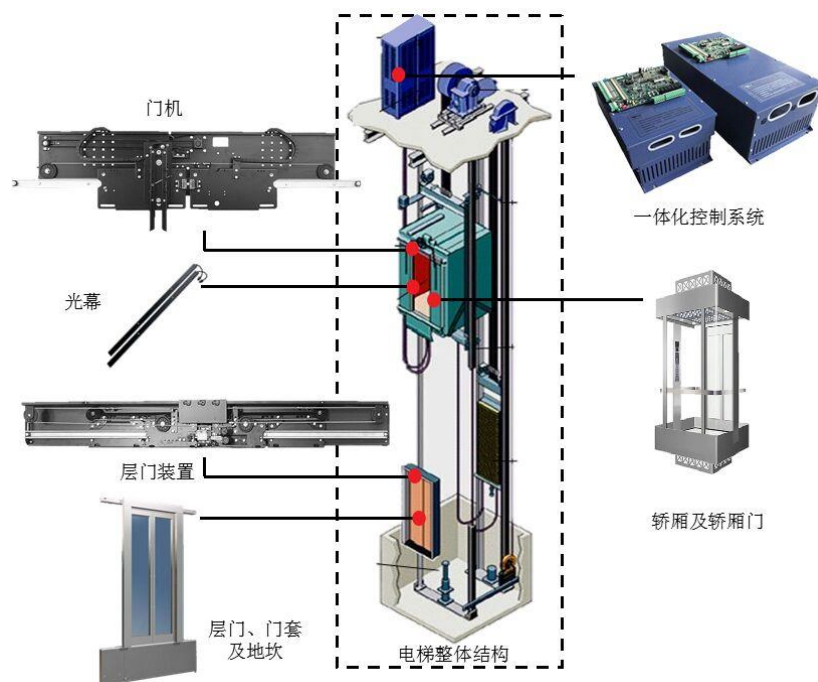 门机
一体化控制系统
光幕
层门装置
轿厢及轿厢门
层门、门套
及地坎
电梯整体结构